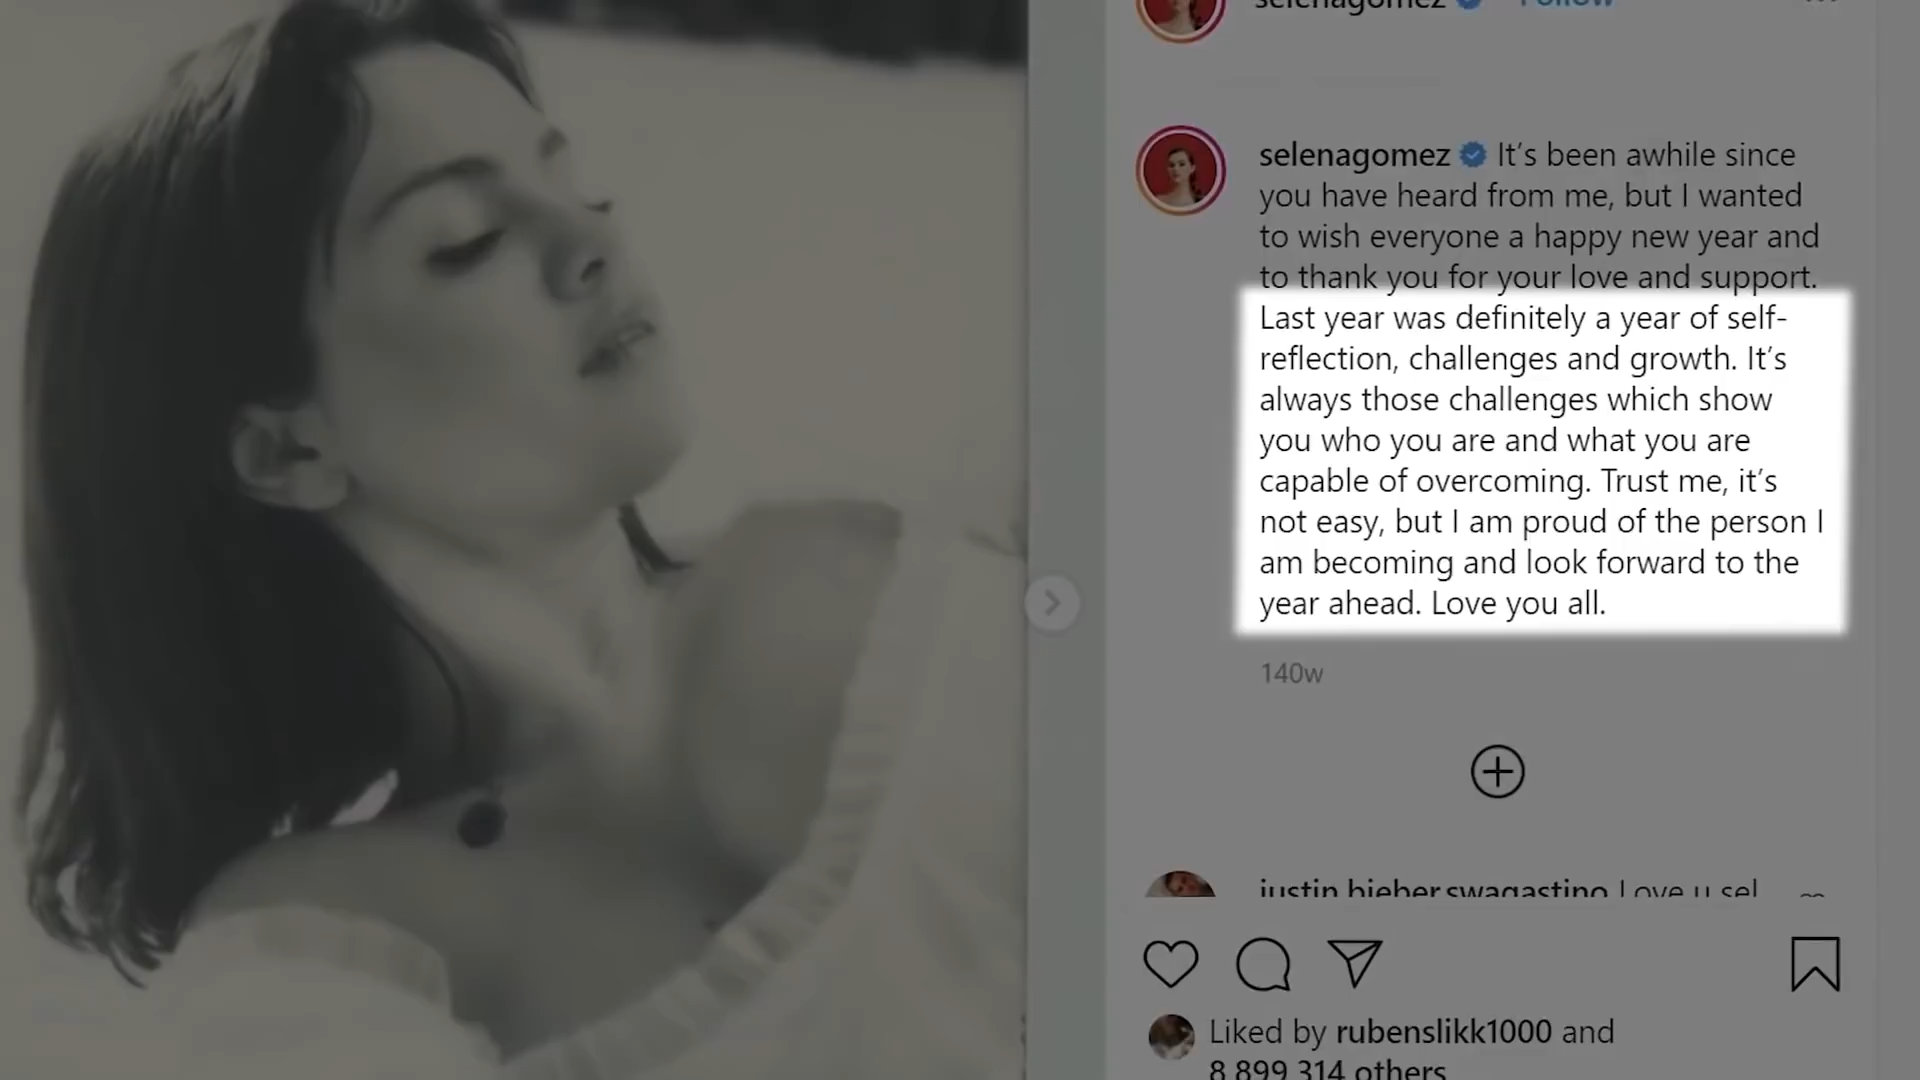 selenagomez Follow
selenagomez It's been awhile since
you have heard from me, but I wanted
to wish everyone a happy new year and
to thank you for your love and support.
Last year was definitely a year of self-
reflection, challenges and growth. It's
always those challenges which show
you who you are and what you are
capable of overcoming. Trust me, it's
not easy, but I am proud of the person I
am becoming and look forward to the
year ahead. Love you all.
140w
justin.bieber.swagastino Love u sel
Liked by rubenslikk1000 and
8,899,314 others